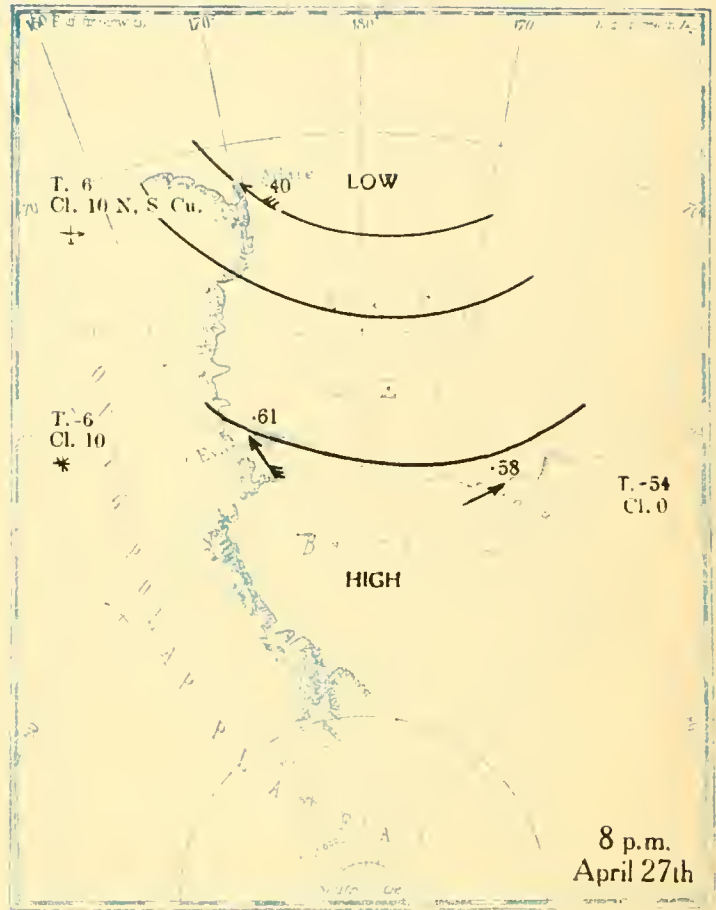 170°
180°
170
T. 6
Cl. 10 N, S Cu.
.40
LOW
70
T. -6
Cl. 10
.61
.58
T. -54
Cl. 0
B
HIGH
8 p.m.
April 27th